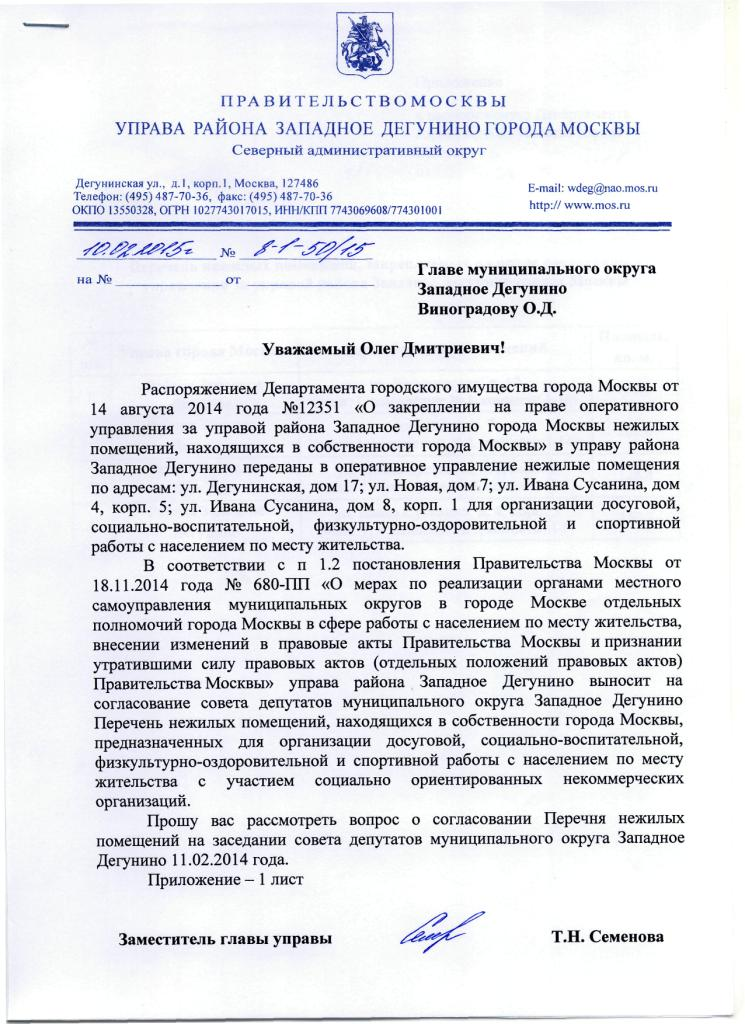 ПРАВИТЕЛЬСТВО МОСКВЫ
УПРАВА РАЙОНА ЗАПАДНОЕ ДЕГУНИНО ГОРОДА МОСКВЫ
Северный административный округ
Дегунинская ул., д.1, корп.1, Москва, 127486
Телефон: (495) 487-70-36, факс: (495) 487-70-36
ОКПО 13550328, ОГРН 1027743017015, ИНН/КПП 7743069608/774301001
E-mail: wdeg@nao.mos.ru
http:// www.mos.ru
10.02.2015г № 8-1-50/15
на № от
Главе муниципального округа
Западное Дегунино
Виноградову О.Д.
Уважаемый Олег Дмитриевич!
Распоряжением Департамента городского имущества города Москвы от
14 августа 2014 года №12351 «О закреплении на праве оперативного
управления за управой района Западное Дегунино города Москвы нежилых
помещений, находящихся в собственности города Москвы» в управу района
Западное Дегунино переданы в оперативное управление нежилые помещения
по адресам: ул. Дегунинская, дом 17; ул. Новая, дом 7; ул. Ивана Сусанина, дом
4, корп. 5; ул. Ивана Сусанина, дом 8, корп. 1 для организации досуговой,
социально-воспитательной, физкультурно-оздоровительной и спортивной
работы с населением по месту жительства.
В соответствии с п 1.2 постановления Правительства Москвы от
18.11.2014 года № 680-ПП «О мерах по реализации органами местного
самоуправления муниципальных округов в городе Москве отдельных
полномочий города Москвы в сфере работы с населением по месту жительства,
внесении изменений в правовые акты Правительства Москвы и признании
утратившими силу правовых актов (отдельных положений правовых актов)
Правительства Москвы» управа района Западное Дегунино выносит на
согласование совета депутатов муниципального округа Западное Дегунино
Перечень нежилых помещений, находящихся в собственности города Москвы,
предназначенных для организации досуговой, социально-воспитательной,
физкультурно-оздоровительной и спортивной работы с населением по месту
жительства с участием социально ориентированных некоммерческих
организаций.
Прошу вас рассмотреть вопрос о согласовании Перечня нежилых
помещений на заседании совета депутатов муниципального округа Западное
Дегунино 11.02.2014 года.
Приложение – 1 лист
Заместитель главы управы Т.Н. Семенова